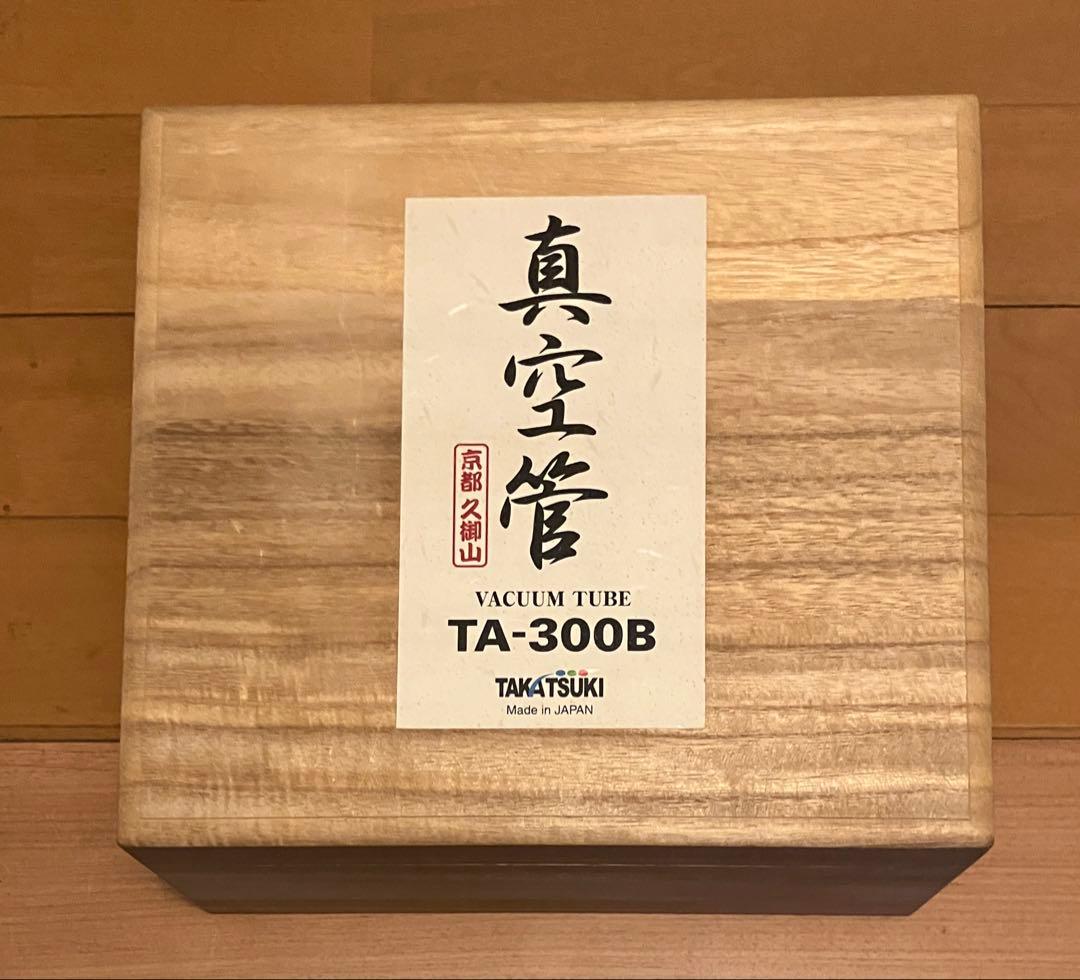 真空管
京都 久御山
VACUUM TUBE
TA-300B
TAKATSUKI
Made in JAPAN